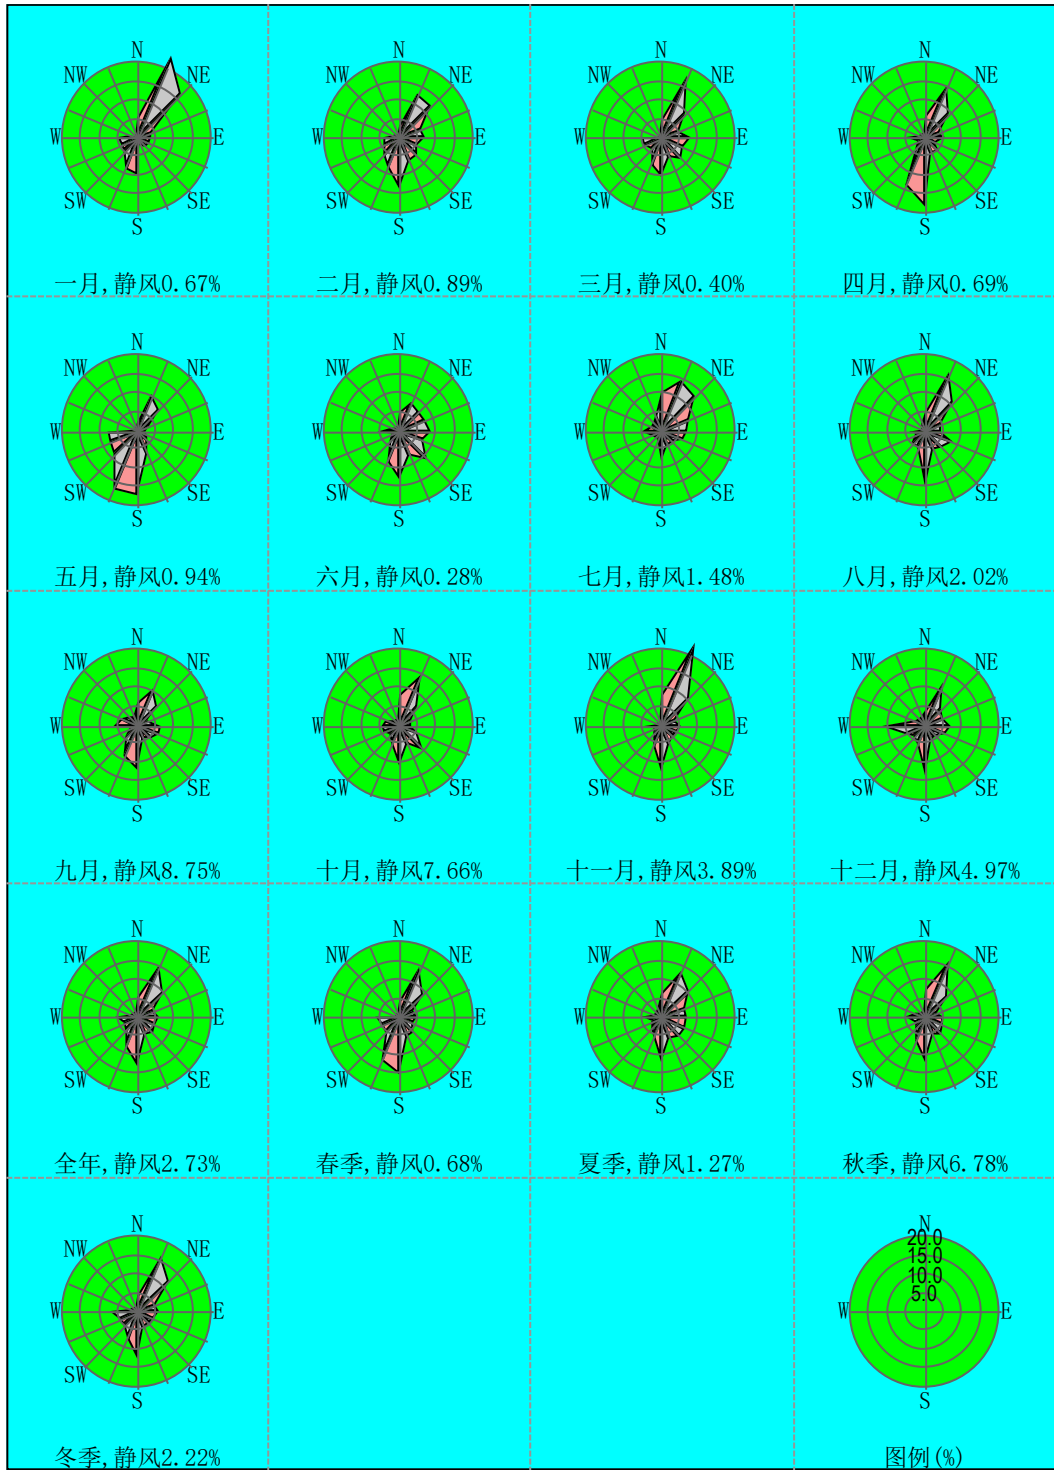 N N N N
NW NE NW NE NW NE NW NE
W E W E W E W E
SW SE SW SE SW SE SW SE
S S S S
一月,静风0.67% 二月,静风0.89% 三月,静风0.40% 四月,静风0.69%
N N N N
NW NE NW NE NW NE NW NE
W E W E W E W E
SW SE SW SE SW SE SW SE
S S S S
五月,静风0.94% 六月,静风0.28% 七月,静风1.48% 八月,静风2.02%
N N N N
NW NE NW NE NW NE NW NE
W E W E W E W E
SW SE SW SE SW SE SW SE
S S S S
九月,静风8.75% 十月,静风7.66% 十一月,静风3.89% 十二月,静风4.97%
N N N N
NW NE NW NE NW NE NW NE
W E W E W E W E
SW SE SW SE SW SE SW SE
S S S S
全年,静风2.73% 春季,静风0.68% 夏季,静风1.27% 秋季,静风6.78%
N N
NW NE 20.0
15.0
10.0
5.0
W E W E
SW SE
S S
冬季,静风2.22% 图例(%)